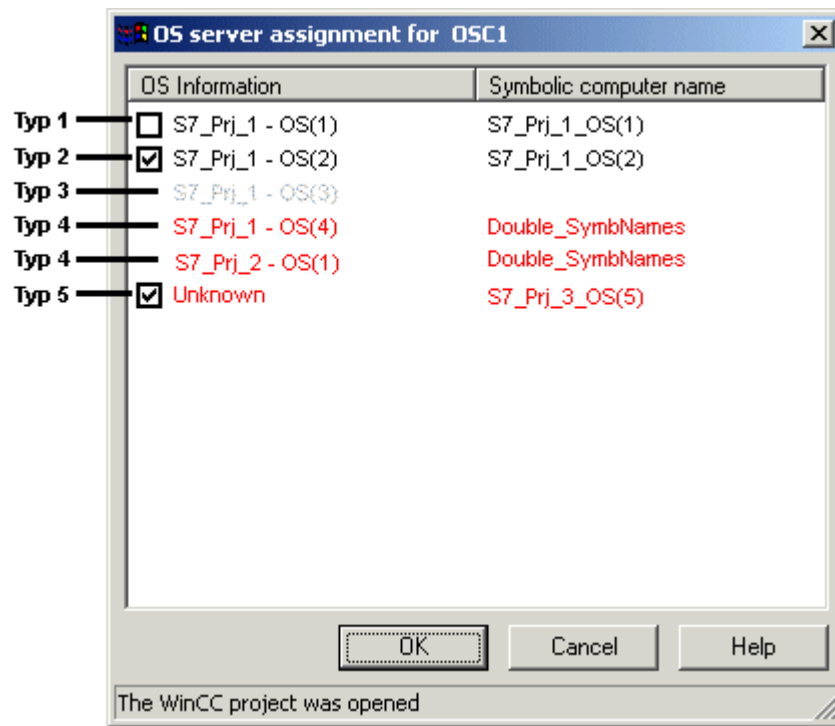 OS server assignment for OSC1
OS Information Symbolic computer name
Typ 1 S7_Prj_1 - OS(1) S7_Prj_1_OS(1)
Typ 2 S7_Prj_1 - OS(2) S7_Prj_1_OS(2)
Typ 3 S7_Prj_1 - OS(3)
Typ 4 S7_Prj_1 - OS(4) Double_SymbNames
Typ 4 S7_Prj_2 - OS(1) Double_SymbNames
Typ 5 Unknown S7_Prj_3_OS(5)
OK Cancel Help
The WinCC project was opened